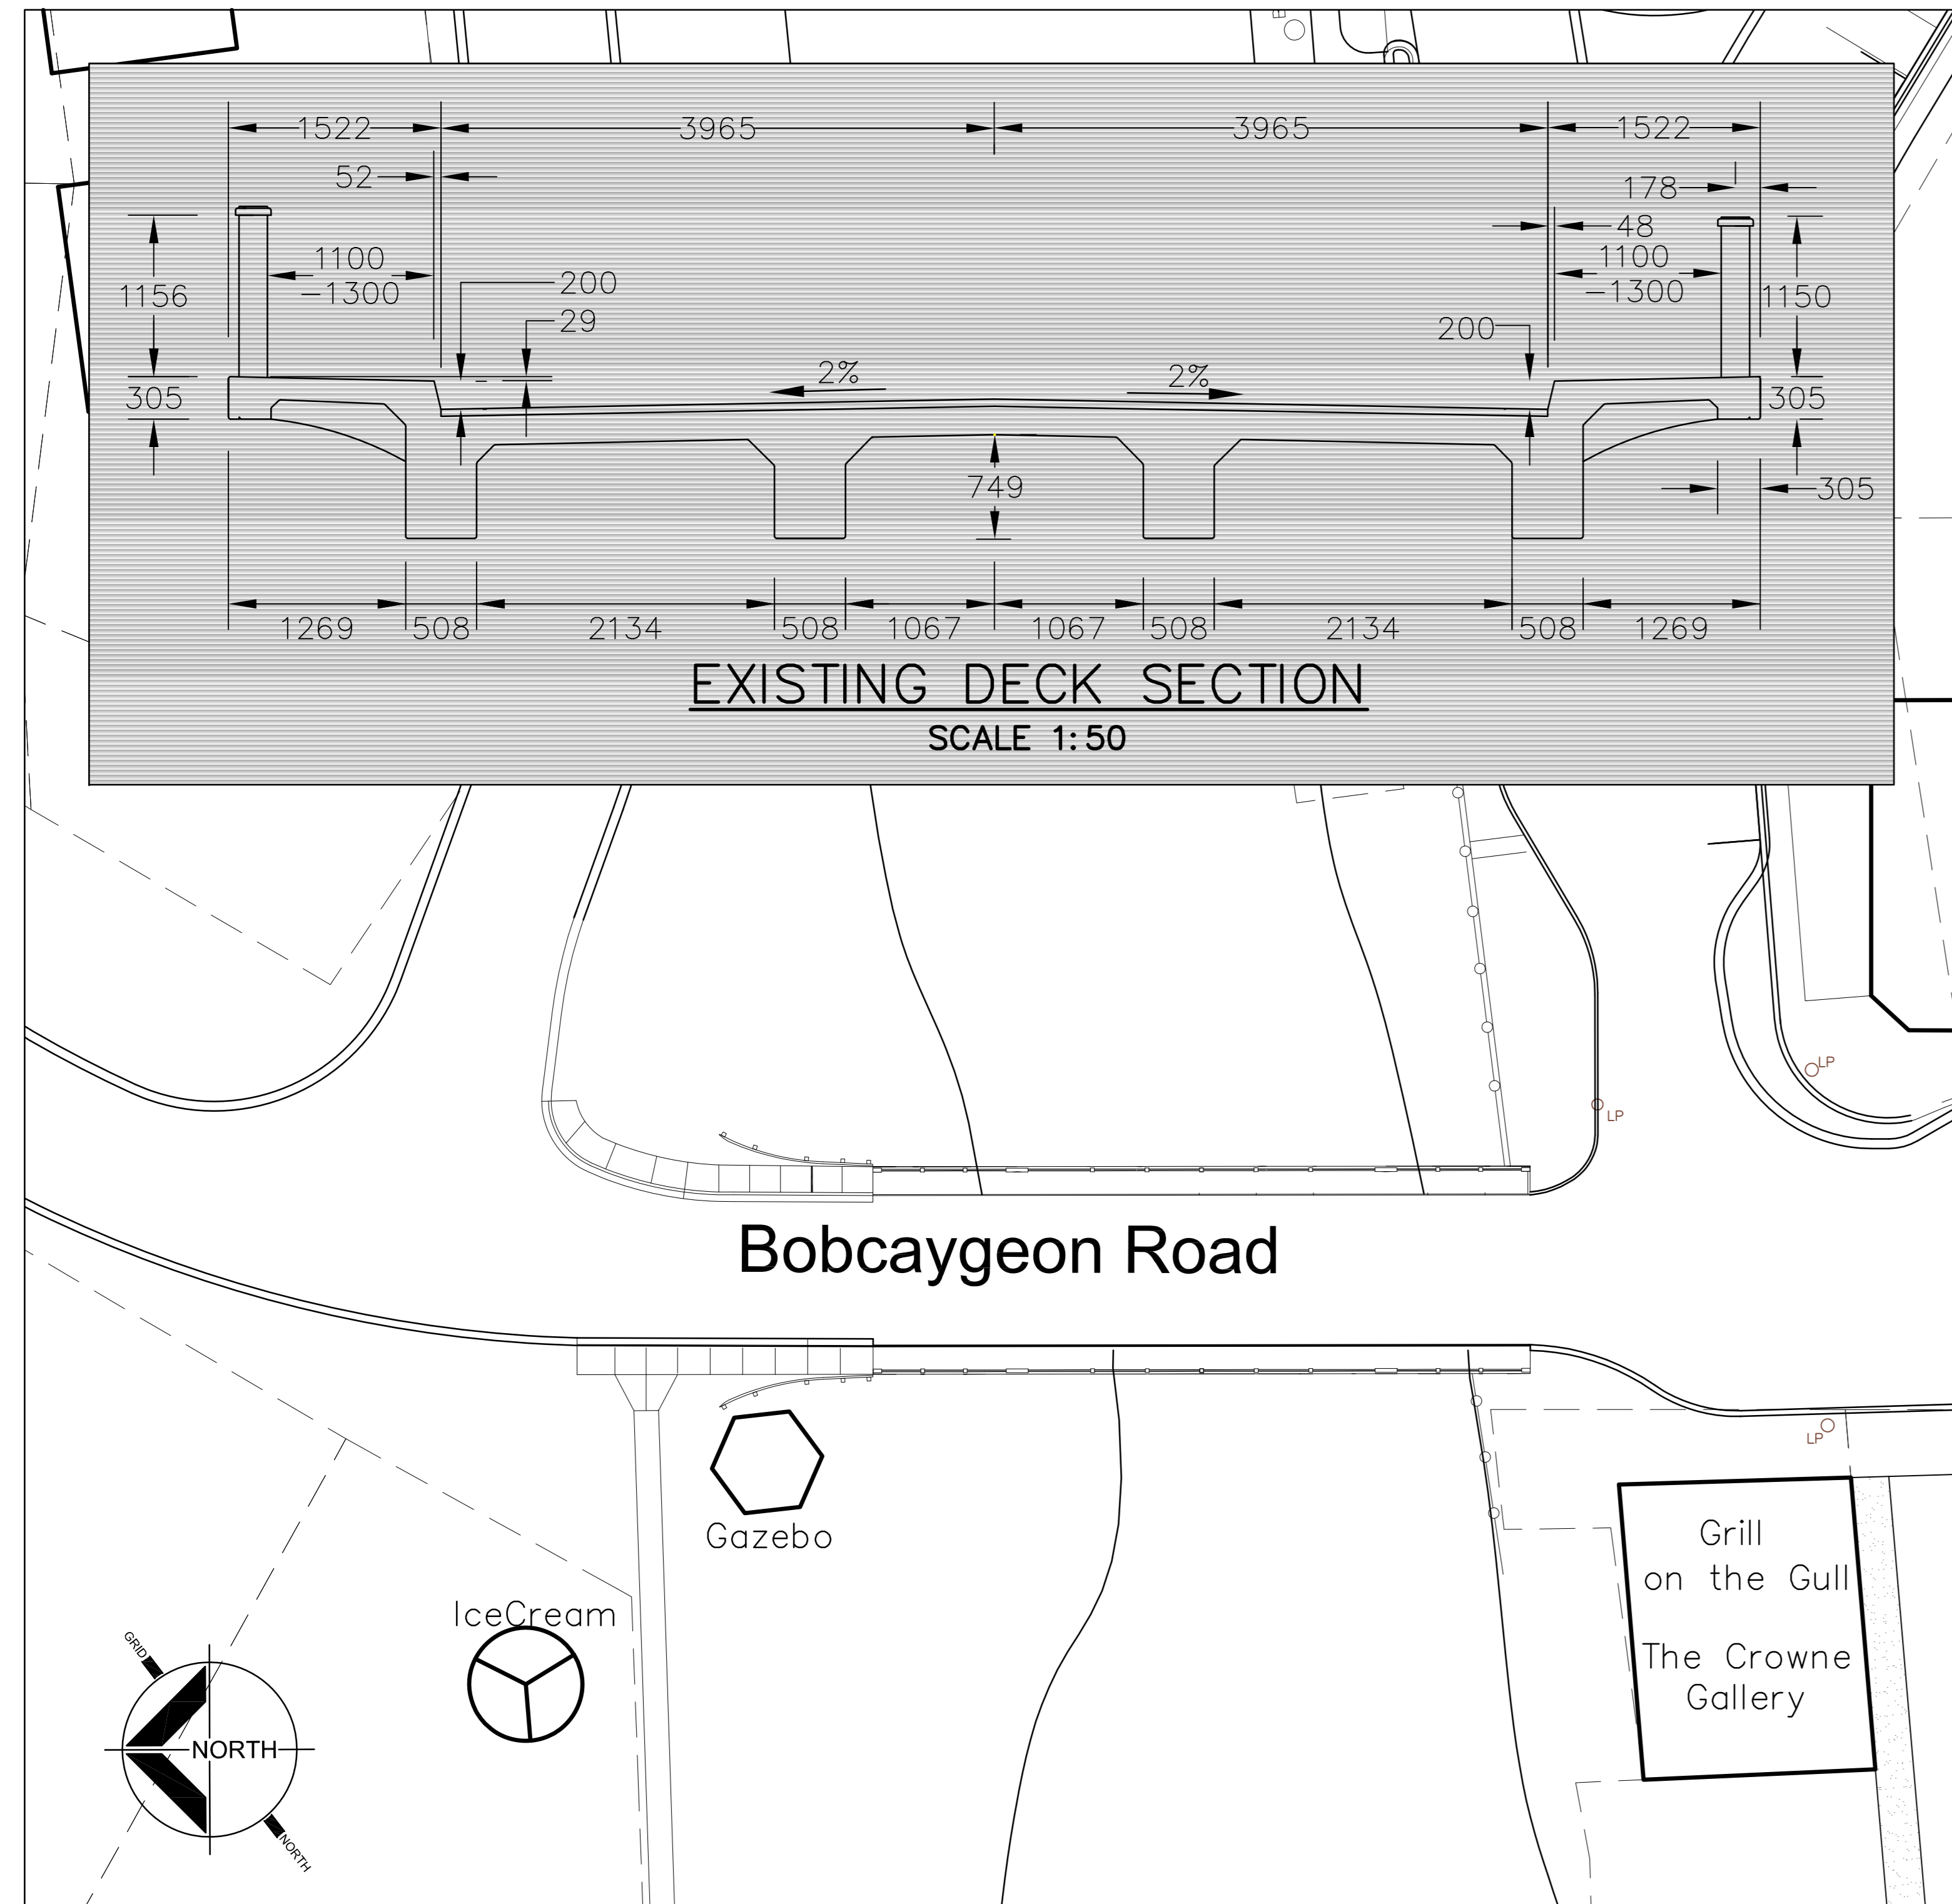 1522
3965
3965
1522
52
178
48
1100
-1300
1100
-1300
1156
200
29
200
1150
2%
2%
305
305
749
305
1269
508
2134
508
1067
1067
508
2134
508
1269
EXISTING DECK SECTION
SCALE 1:50
LP
LP
Bobcaygeon Road
LP
Gazebo
Grill
on the Gull
The Crowne
Gallery
IceCream
GRID
NORTH
NORTH